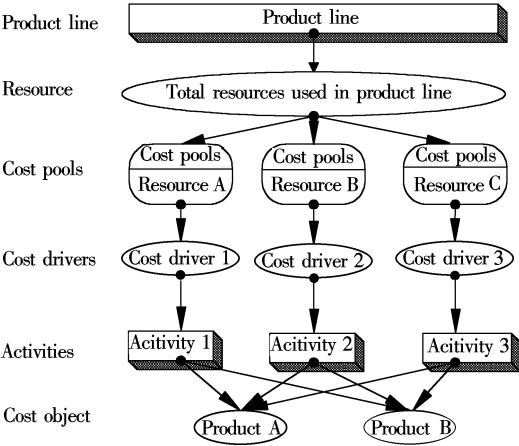 Product line
Product line
Resource
Total resources used in product line
Cost pools
Cost pools
Resource A
Cost pools
Resource B
Cost pools
Resource C
Cost drivers
Cost driver 1
Cost driver 2
Cost driver 3
Activities
Acitivity 1
Acitivity 2
Acitivity 3
Cost object
Product A
Product B